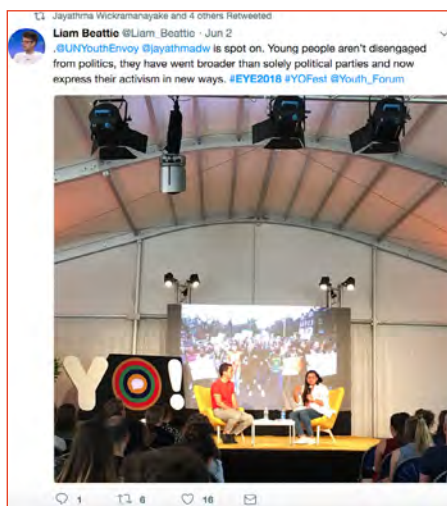 Jayathma Wickramanayake and 4 others Retweeted
Liam Beattie @Liam_Beattie · Jun 2
.@UNYouthEnvoy @jayathmadw is spot on. Young people aren't disengaged
from politics, they have went broader than solely political parties and now
express their activism in new ways. #EYE2018 #YOFest @Youth_Forum
YO!
1 6 16